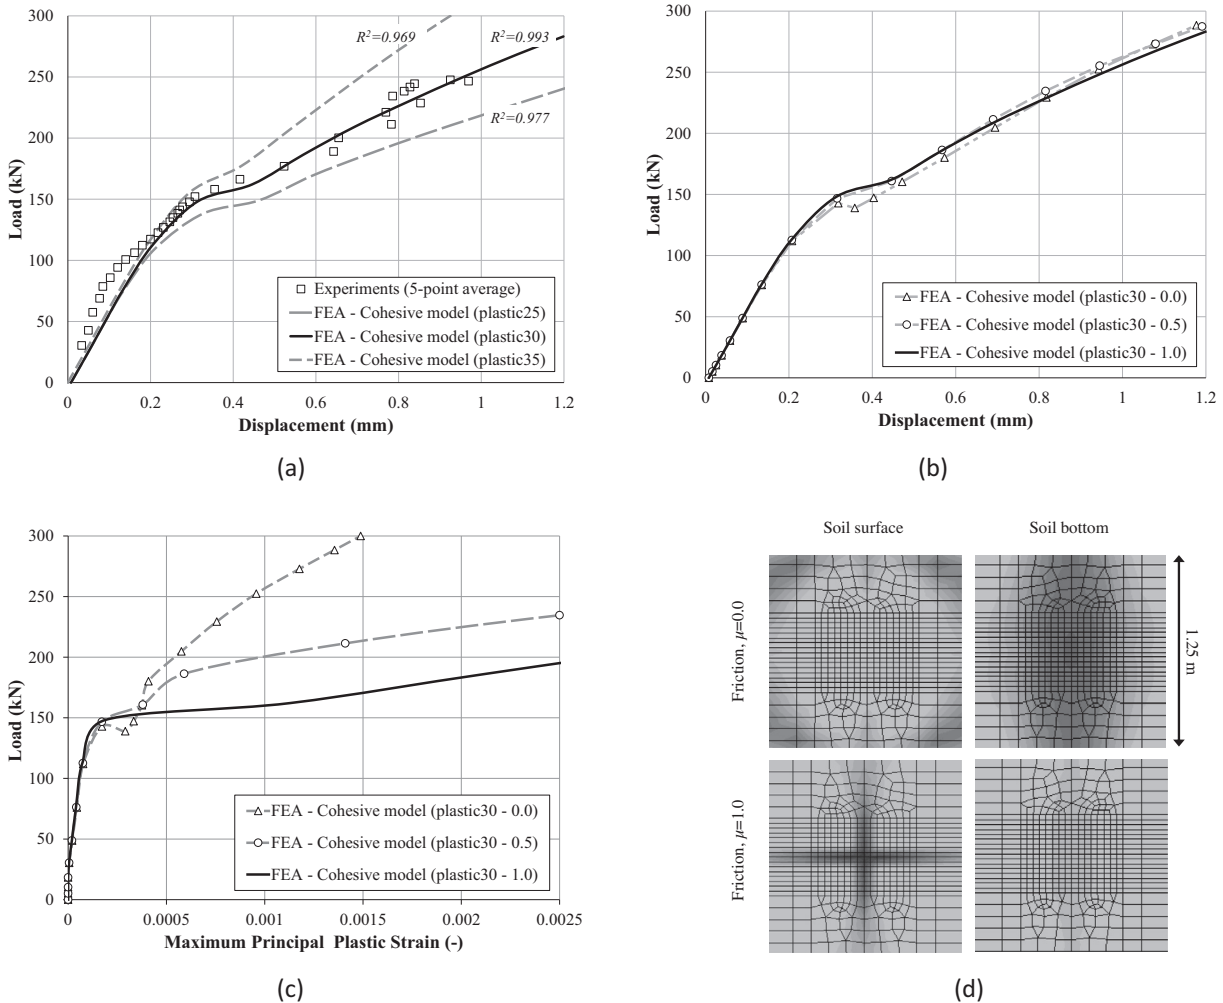 300
250
200
150
100
50
0
Load (kN)
R²=0.969
R²=0.993
R²=0.977
Experiments (5-point average)
FEA - Cohesive model (plastic25)
FEA - Cohesive model (plastic30)
FEA - Cohesive model (plastic35)
0 0.2 0.4 0.6 0.8 1 1.2
Displacement (mm)
(a)
300
250
200
150
100
50
0
Load (kN)
FEA - Cohesive model (plastic30 - 0.0)
FEA - Cohesive model (plastic30 - 0.5)
FEA - Cohesive model (plastic30 - 1.0)
0 0.2 0.4 0.6 0.8 1 1.2
Displacement (mm)
(b)
300
250
200
150
100
50
0
Load (kN)
FEA - Cohesive model (plastic30 - 0.0)
FEA - Cohesive model (plastic30 - 0.5)
FEA - Cohesive model (plastic30 - 1.0)
0 0.0005 0.001 0.0015 0.002 0.0025
Maximum Principal Plastic Strain (-)
(c)
Soil surface Soil bottom
Friction, μ=0.0
1.25 m
Friction, μ=1.0
(d)